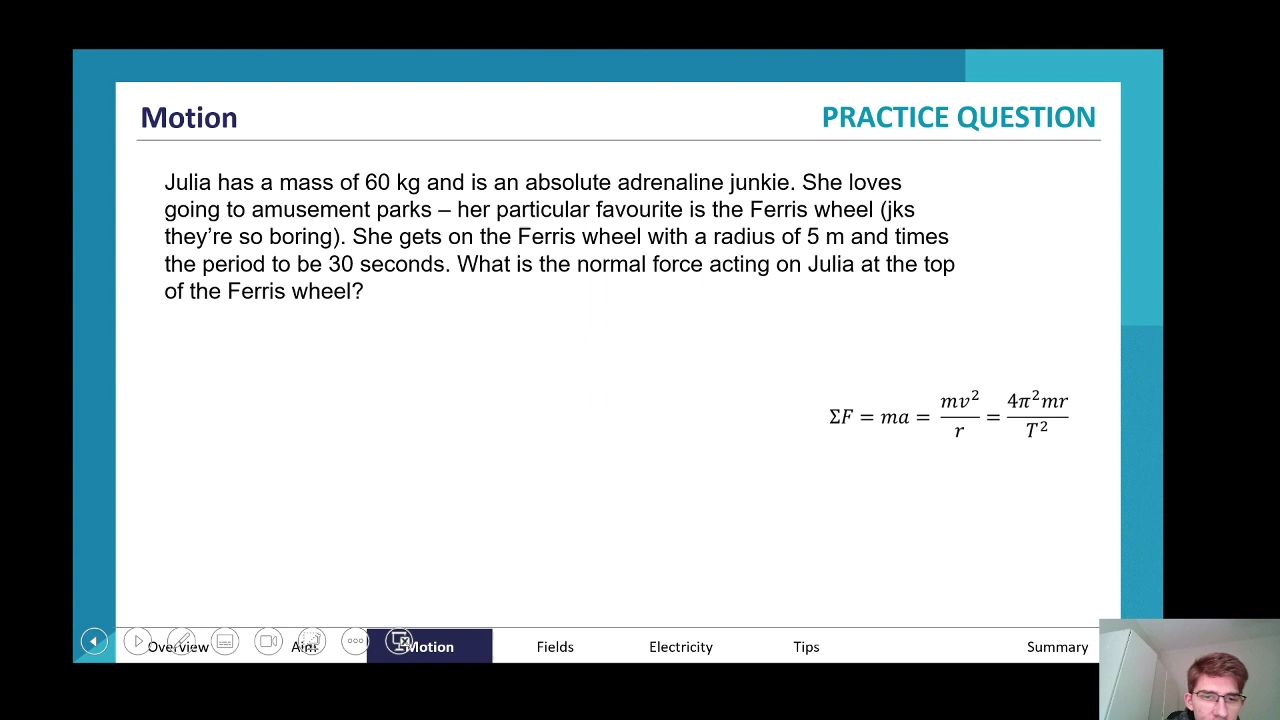 Motion
PRACTICE QUESTION
Julia has a mass of 60 kg and is an absolute adrenaline junkie. She loves
going to amusement parks – her particular favourite is the Ferris wheel (jks
they’re so boring). She gets on the Ferris wheel with a radius of 5 m and times
the period to be 30 seconds. What is the normal force acting on Julia at the top
of the Ferris wheel?
ΣF = ma = mv²/r = 4π²mr/T²
Overview
Aim
Motion
Fields
Electricity
Tips
Summary